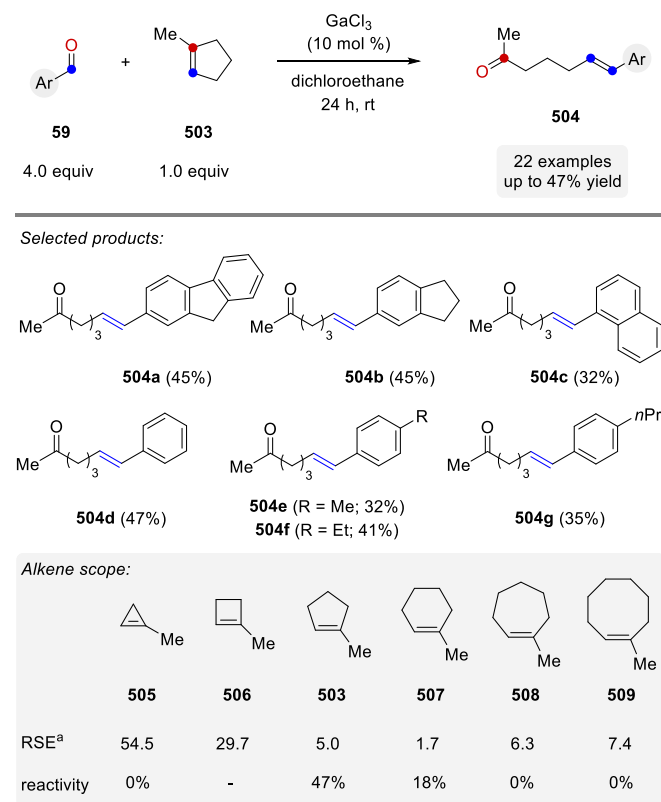 GaCl3
(10 mol %)
dichloroethane
24 h, rt
O
Ar
+
Me
Me
O
Ar
59
503
504
4.0 equiv
1.0 equiv
22 examples
up to 47% yield
Selected products:
O
Me
3
504a (45%)
O
Me
3
504b (45%)
O
Me
3
504c (32%)
O
Me
3
504d (47%)
O
Me
3
R
504e (R = Me; 32%)
504f (R = Et; 41%)
O
Me
3
nPr
504g (35%)
Alkene scope:
Me Me Me Me Me Me
505 506 503 507 508 509
RSEa 54.5 29.7 5.0 1.7 6.3 7.4
reactivity 0% - 47% 18% 0% 0%